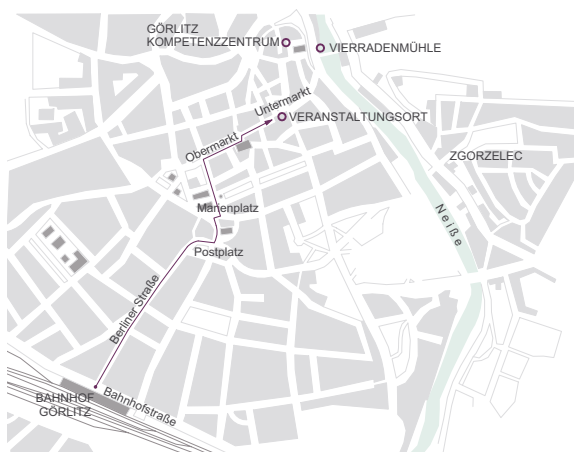 GÖRLITZ
KOMPETENZZENTRUM
VIERRADENMÜHLE
Untermarkt
VERANSTALTUNGSORT
Obermarkt
ZGORZELEC
Marienplatz
Neiße
Postplatz
Berliner Straße
BAHNHOF
GÖRLITZ
Bahnhofstraße